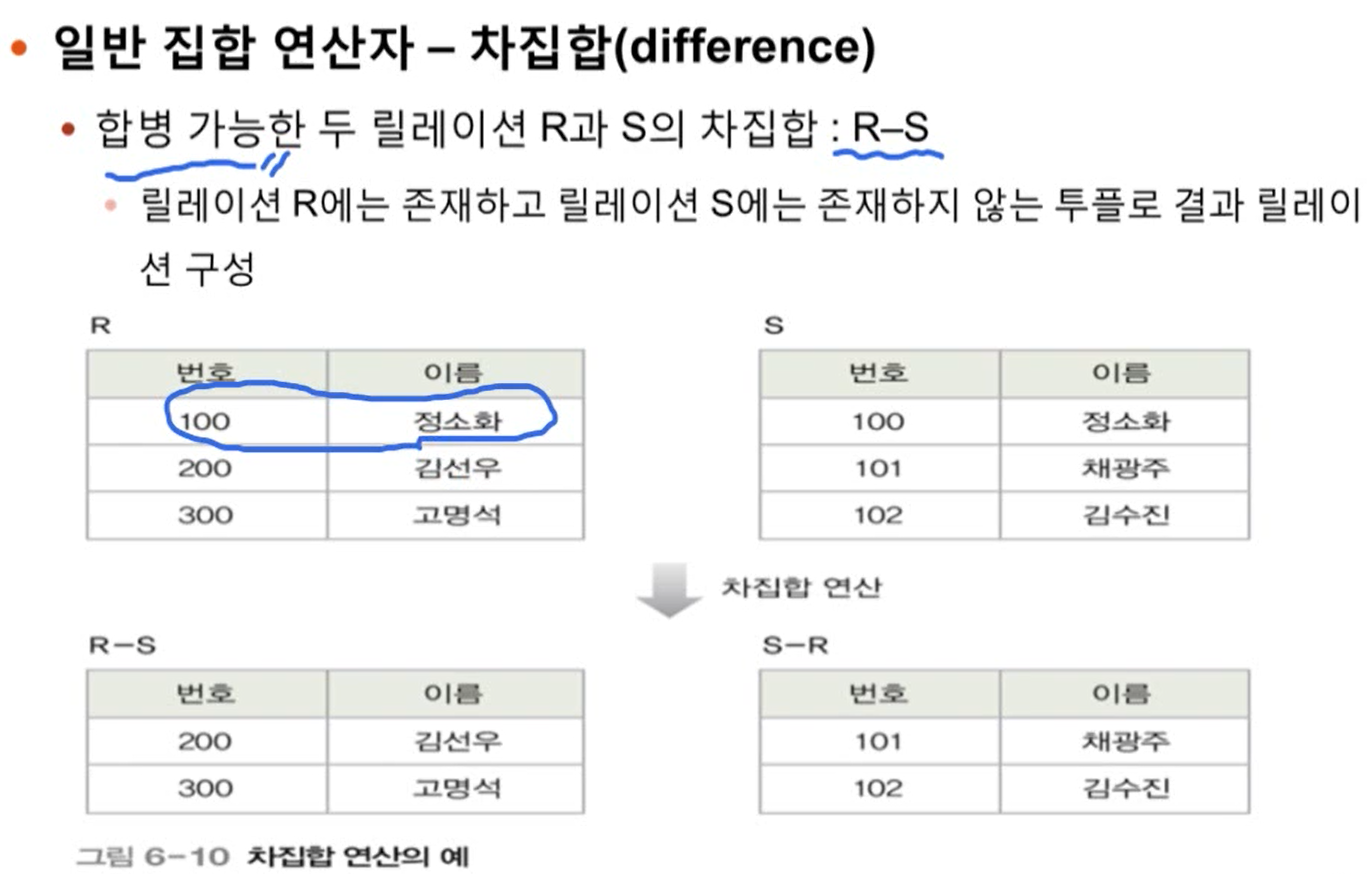 • 일반 집합 연산자 – 차집합(difference)
• 합병 가능한 두 릴레이션 R과 S의 차집합 : R–S
• 릴레이션 R에는 존재하고 릴레이션 S에는 존재하지 않는 투플로 결과 릴레이
션 구성
R
번호 이름
100 정소화
200 김선우
300 고명석
S
번호 이름
100 정소화
101 채광주
102 김수진
차집합 연산
R–S
번호 이름
200 김선우
300 고명석
S–R
번호 이름
101 채광주
102 김수진
그림 6-10 차집합 연산의 예